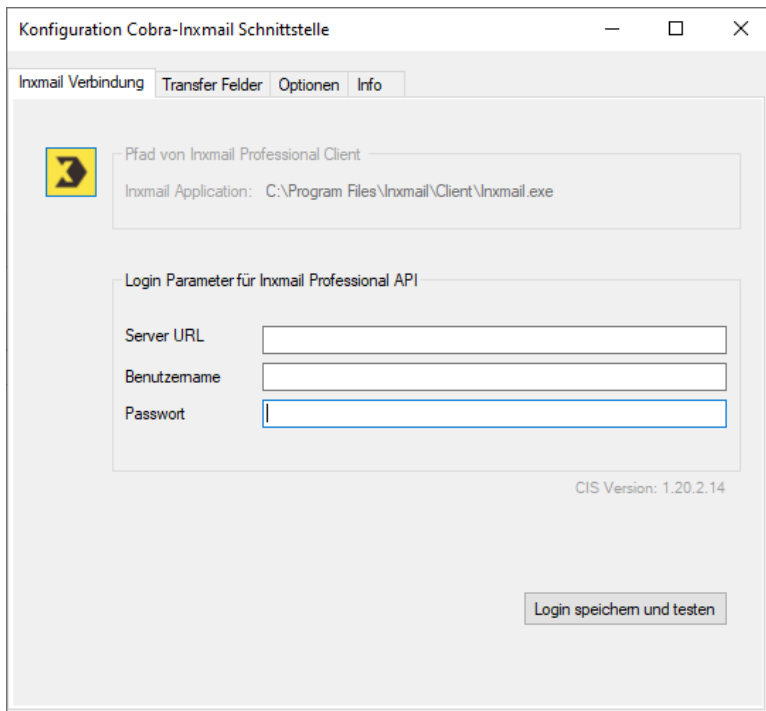 Konfiguration Cobra-Inxmail Schnittstelle
Inxmail Verbindung Transfer Felder Optionen Info
Pfad von Inxmail Professional Client
Inxmail Application: C:\Program Files\Inxmail\Client\Inxmail.exe
Login Parameter für Inxmail Professional API
Server URL
Benutzername
Passwort
CIS Version: 1.20.2.14
Login speichern und testen